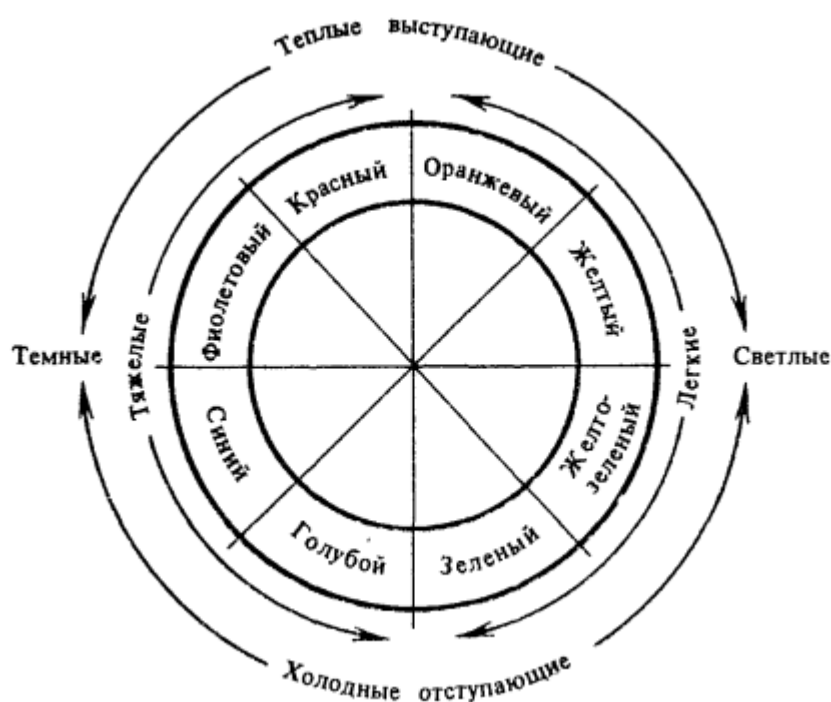 Теплые выступающие
Красный
Оранжевый
Фиолетовый
Желтый
Темные
Тяжелые
Легкие
Светлые
Синий
Желто-
зеленый
Голубой
Зеленый
Холодные отступающие